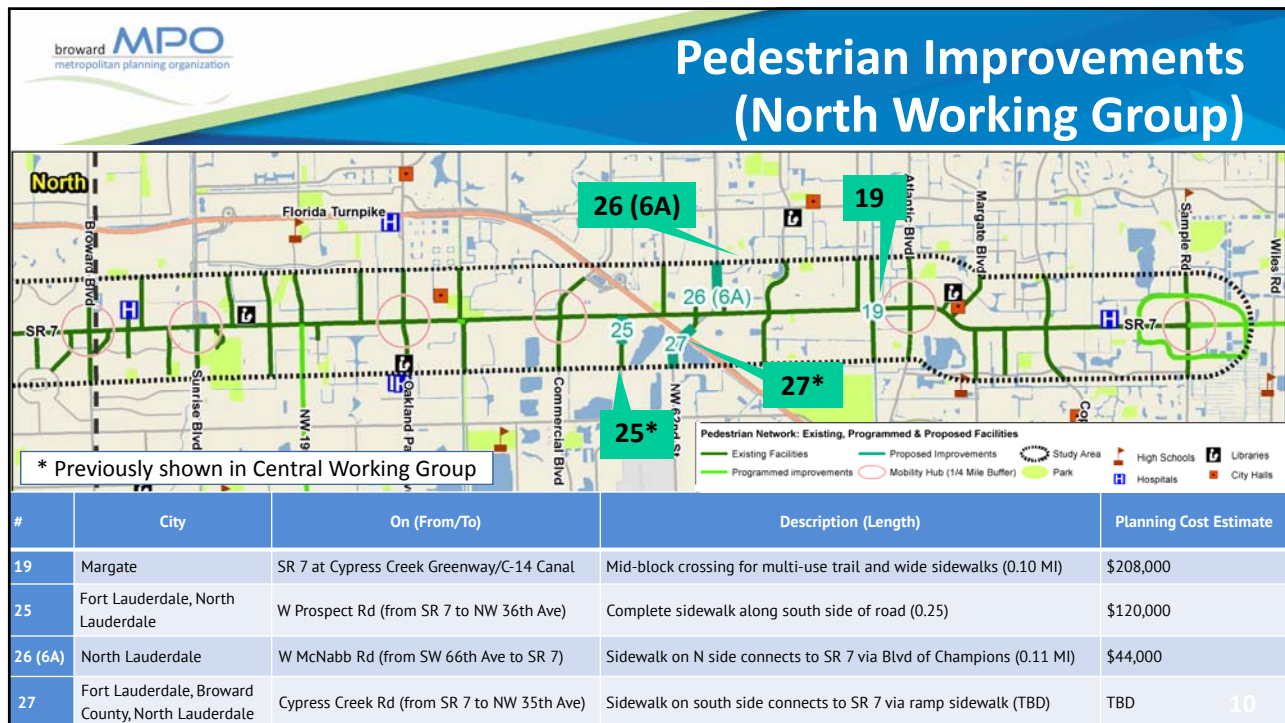 broward MPO
metropolitan planning organization
Pedestrian Improvements
(North Working Group)
North
Broward Blvd
Florida Turnpike
SR 7
Sunrise Blvd
NW 19
Oakland Pa
Commercial Blvd
NW 62nd St
Atlantic Blvd
Margate Blvd
Sample Rd
Wiles Rd
SR 7
26 (6A)
19
26 (6A)
19
25
27
27*
25*
* Previously shown in Central Working Group
Pedestrian Network: Existing, Programmed & Proposed Facilities
Existing Facilities
Proposed Improvements
Study Area
High Schools
Libraries
Programmed improvements
Mobility Hub (1/4 Mile Buffer)
Park
Hospitals
City Halls
# City On (From/To) Description (Length) Planning Cost Estimate
19 Margate SR 7 at Cypress Creek Greenway/C-14 Canal Mid-block crossing for multi-use trail and wide sidewalks (0.10 MI) $208,000
25 Fort Lauderdale, North Lauderdale W Prospect Rd (from SR 7 to NW 36th Ave) Complete sidewalk along south side of road (0.25) $120,000
26 (6A) North Lauderdale W McNabb Rd (from SW 66th Ave to SR 7) Sidewalk on N side connects to SR 7 via Blvd of Champions (0.11 MI) $44,000
27 Fort Lauderdale, Broward County, North Lauderdale Cypress Creek Rd (from SR 7 to NW 35th Ave) Sidewalk on south side connects to SR 7 via ramp sidewalk (TBD) TBD
10